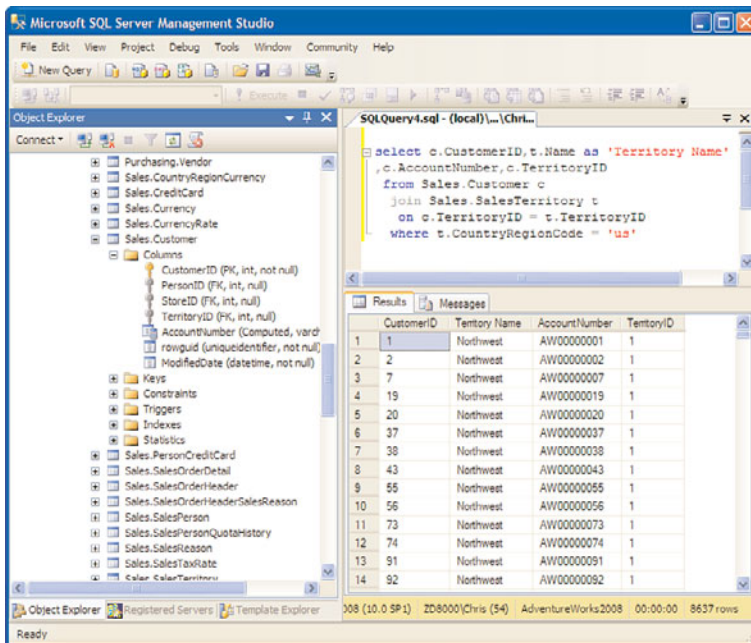 Microsoft SQL Server Management Studio
File Edit View Project Debug Tools Window Community Help
New Query
Execute
Object Explorer
Connect
Purchasing.Vendor
Sales.CountryRegionCurrency
Sales.CreditCard
Sales.Currency
Sales.CurrencyRate
Sales.Customer
Columns
CustomerID (PK, int, not null)
PersonID (FK, int, null)
StoreID (FK, int, null)
TerritoryID (FK, int, null)
AccountNumber (Computed, varch
rowguid (uniqueidentifier, not null)
ModifiedDate (datetime, not null)
Keys
Constraints
Triggers
Indexes
Statistics
Sales.PersonCreditCard
Sales.SalesOrderDetail
Sales.SalesOrderHeader
Sales.SalesOrderHeaderSalesReason
Sales.SalesPerson
Sales.SalesPersonQuotaHistory
Sales.SalesReason
Sales.SalesTaxRate
Sales.SalesTerritory
Object Explorer Registered Servers Template Explorer
SQLQuery4.sql - (local)\...\Chri...
select c.CustomerID,t.Name as 'Territory Name'
,c.AccountNumber,c.TerritoryID
from Sales.Customer c
join Sales.SalesTerritory t
on c.TerritoryID = t.TerritoryID
where t.CountryRegionCode = 'us'
Results Messages
CustomerID Territory Name AccountNumber TerritoryID
1 1 Northwest AW00000001 1
2 2 Northwest AW00000002 1
3 7 Northwest AW00000007 1
4 19 Northwest AW00000019 1
5 20 Northwest AW00000020 1
6 37 Northwest AW00000037 1
7 38 Northwest AW00000038 1
8 43 Northwest AW00000043 1
9 55 Northwest AW00000055 1
10 56 Northwest AW00000056 1
11 73 Northwest AW00000073 1
12 74 Northwest AW00000074 1
13 91 Northwest AW00000091 1
14 92 Northwest AW00000092 1
008 (10.0 SP1) ZD8000\Chris (54) AdventureWorks2008 00:00:00 8637 rows
Ready